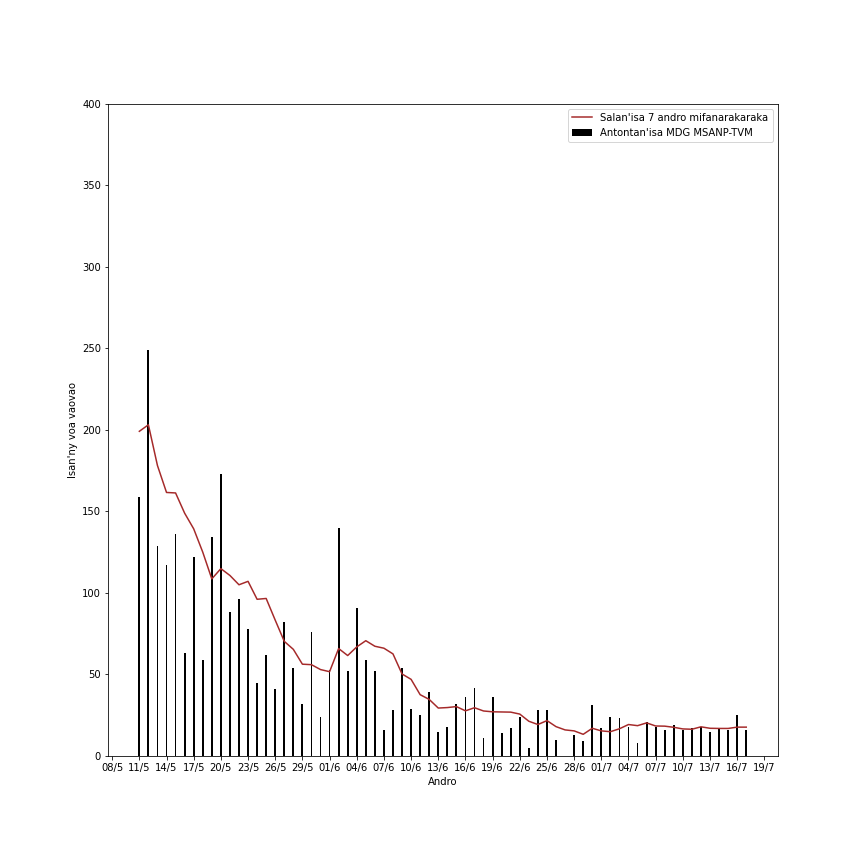 Salan'isa 7 andro mifanarakaraka
Antontan'isa MDG MSANP-TVM
400
350
300
250
200
150
100
50
0
Isan'ny voa vaovao
08/5 11/5 14/5 17/5 20/5 23/5 26/5 29/5 01/6 04/6 07/6 10/6 13/6 16/6 19/6 22/6 25/6 28/6 01/7 04/7 07/7 10/7 13/7 16/7 19/7
Andro